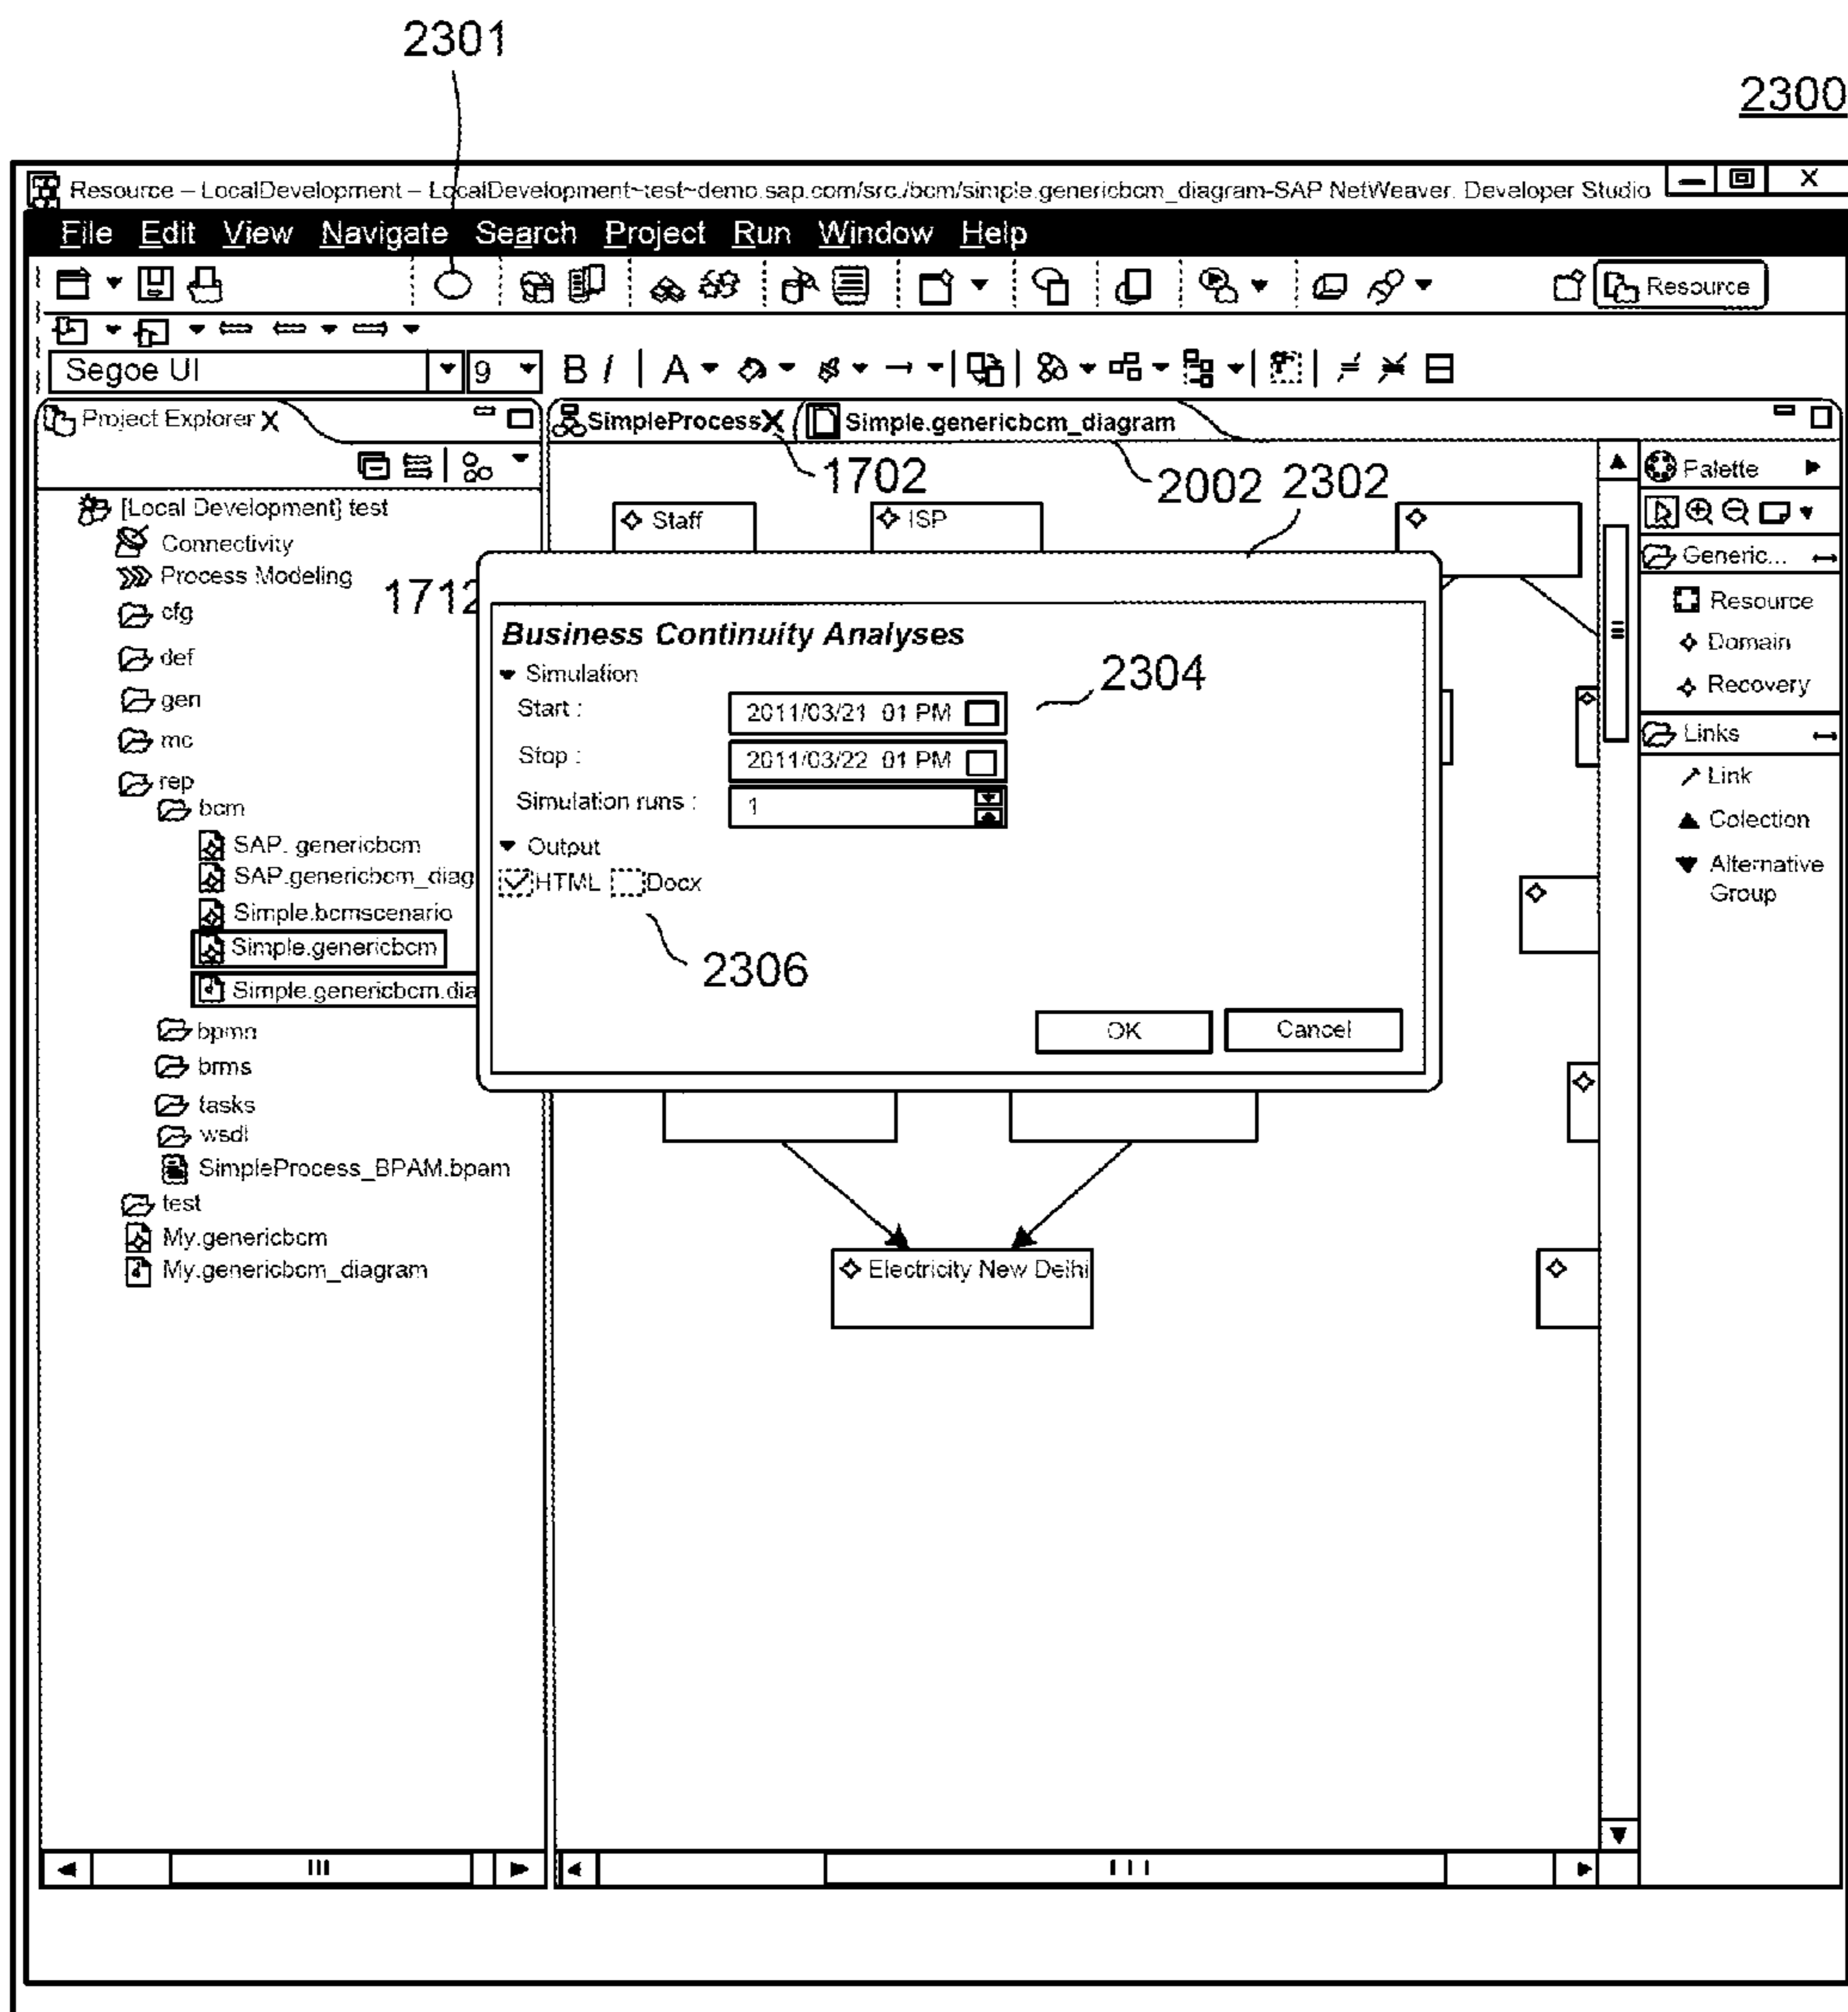 2301
2300
Resource – LocalDevelopment – LocalDevelopment~test~demo.sap.com/src./bcm/simple.genericbcm_diagram-SAP NetWeaver. Developer Studio
X
File Edit View Navigate Search Project Run Window Help
Resource
Segoe UI 9 B I A
Project Explorer X
SimpleProcess X
Simple.genericbcm_diagram
1702
2002
2302
[Local Development] test
Connectivity
Process Modeling
1712
cfg
def
gen
mc
rep
bcm
SAP. genericbcm
SAP.genericbcm_diag
Simple.bcmscenario
Simple.genericbcm
Simple.genericbcm.dia
bpmn
brms
tasks
wsdl
SimpleProcess_BPAM.bpam
test
My.genericbcm
My.genericbcm_diagram
Staff
ISP
Business Continuity Analyses
Simulation
2304
Start :
2011/03/21 01 PM
Stop :
2011/03/22 01 PM
Simulation runs :
1
Output
HTML
Docx
2306
OK
Cancel
Electricity New Delhi
Palette
Generic...
Resource
Domain
Recovery
Links
Link
Colection
Alternative
Group